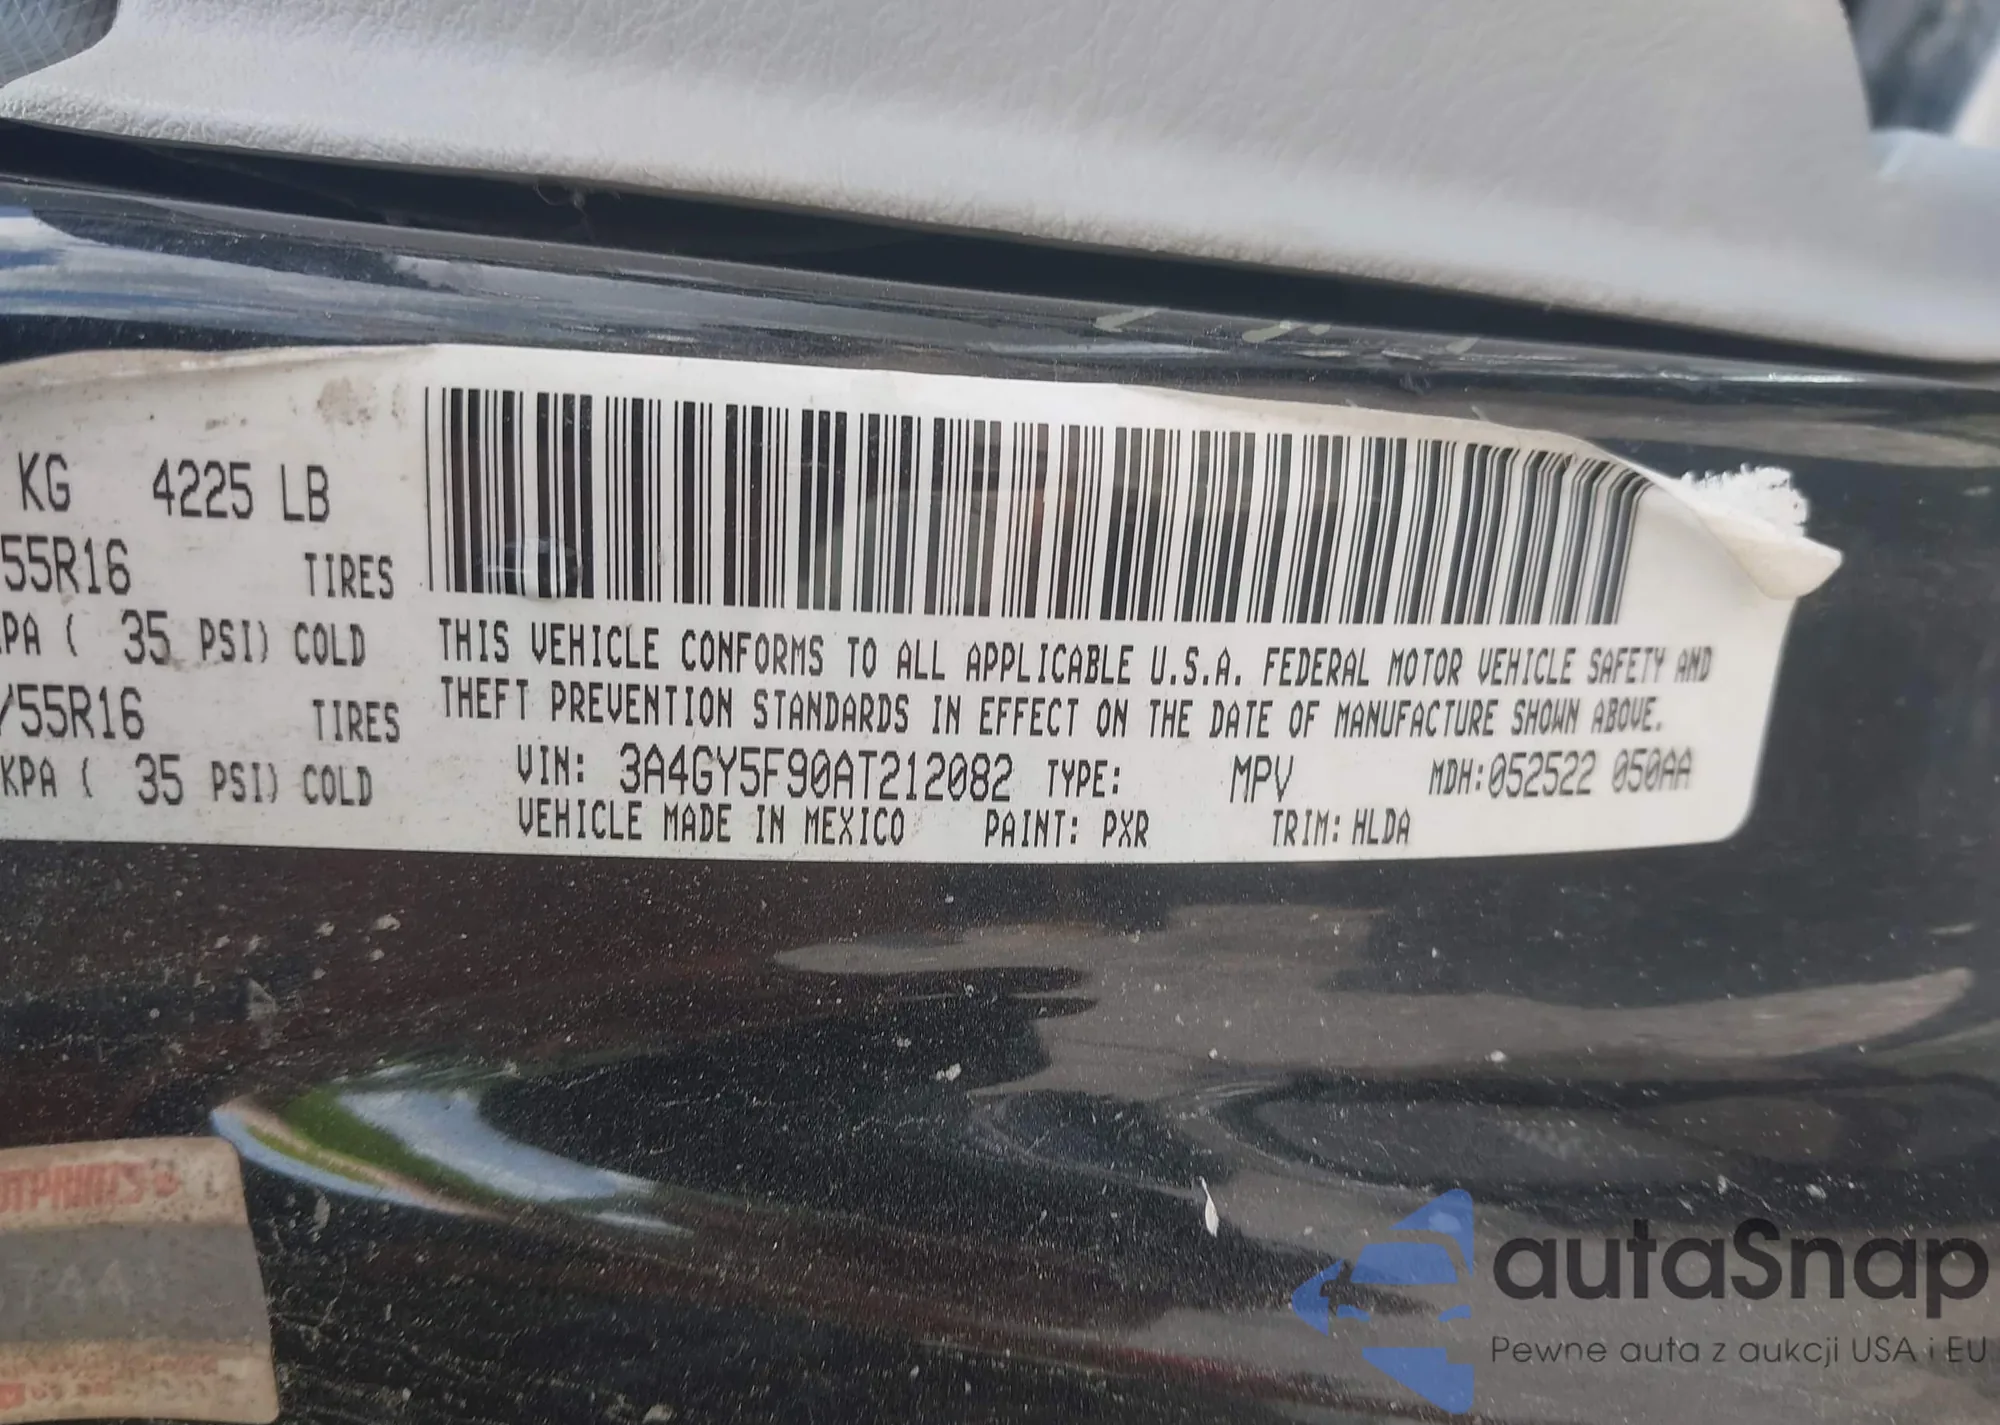 KG 4225 LB
55R16 TIRES
PA ( 35 PSI) COLD
/55R16 TIRES
KPA ( 35 PSI) COLD
THIS VEHICLE CONFORMS TO ALL APPLICABLE U.S.A. FEDERAL MOTOR VEHICLE SAFETY AND
THEFT PREVENTION STANDARDS IN EFFECT ON THE DATE OF MANUFACTURE SHOWN ABOVE.
VIN: 3A4GY5F90AT212082 TYPE: MPV MDH:052522 050AA
VEHICLE MADE IN MEXICO PAINT: PXR TRIM: HLDA
autaSnap
Pewne auta z aukcji USA i EU